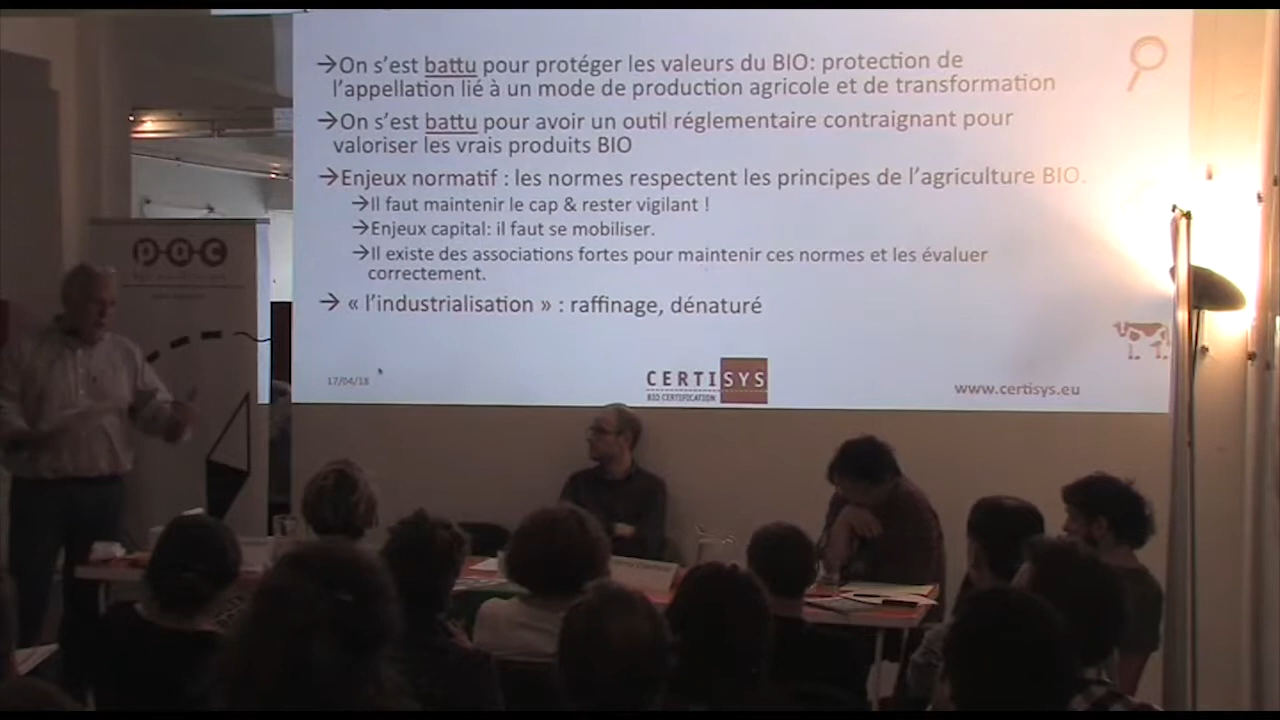 →On s'est battu pour protéger les valeurs du BIO: protection de
l'appellation lié à un mode de production agricole et de transformation
→On s'est battu pour avoir un outil réglementaire contraignant pour
valoriser les vrais produits BIO
→Enjeux normatif : les normes respectent les principes de l'agriculture BIO.
→Il faut maintenir le cap & rester vigilant !
→Enjeux capital: il faut se mobiliser.
→Il existe des associations fortes pour maintenir ces normes et les évaluer
correctement.
→ « l'industrialisation » : raffinage, dénaturé
17/04/18
CERTISYS
BIO CERTIFICATION
www.certisys.eu